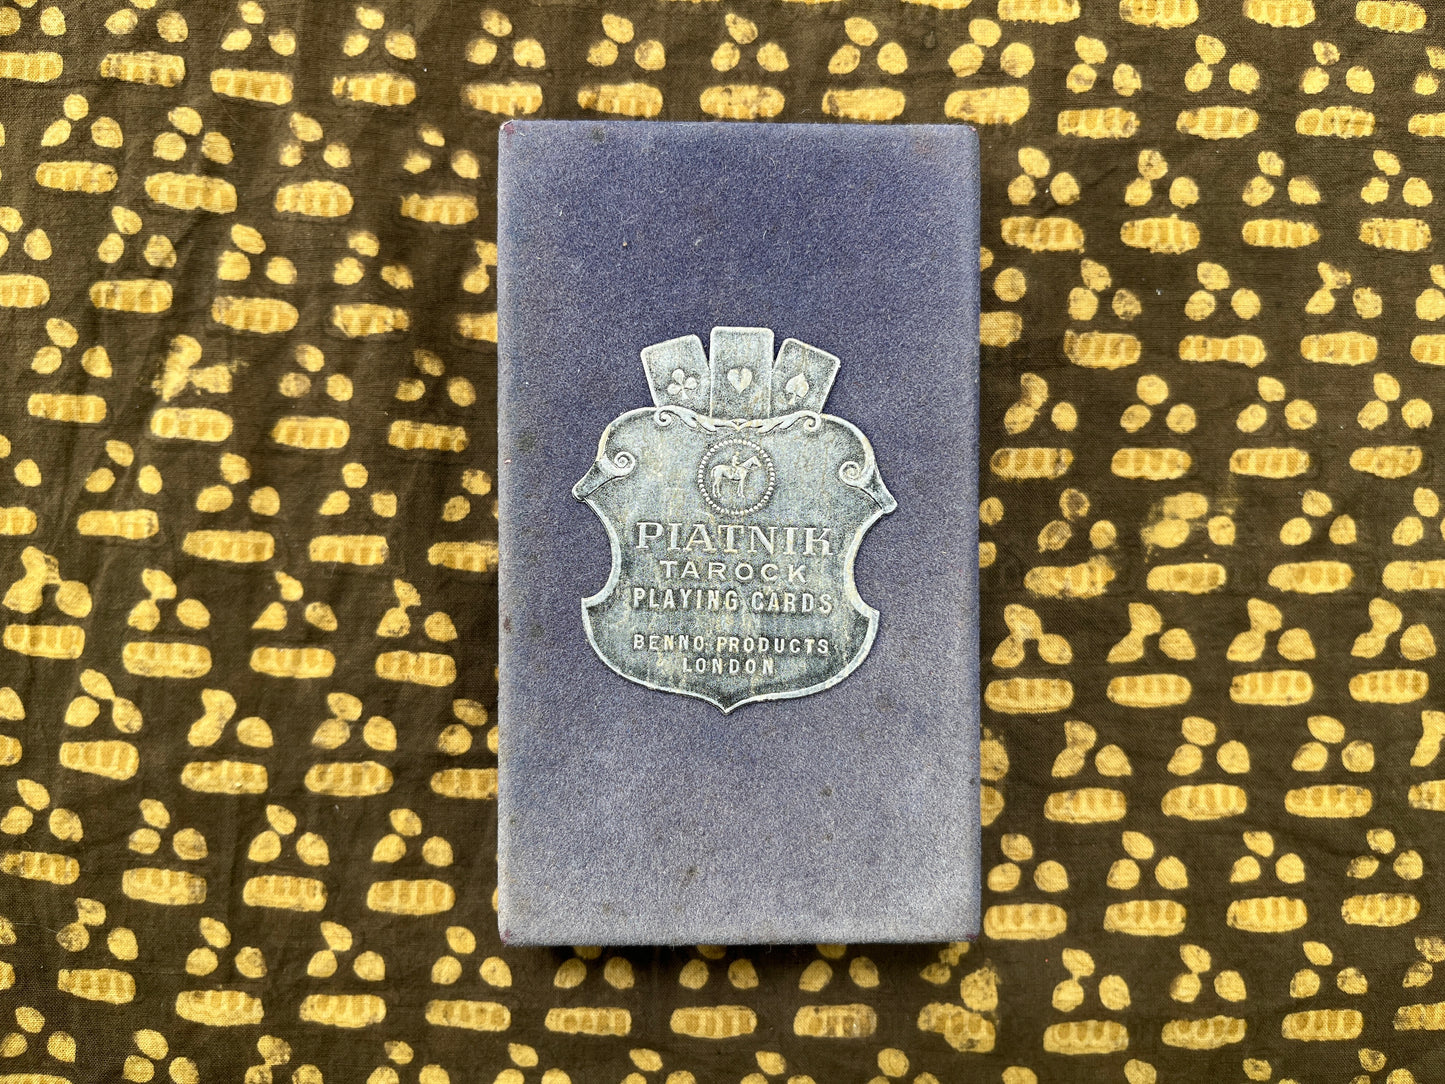 PIATNIK
TAROCK
PLAYING CARDS
BENNO PRODUCTS
LONDON